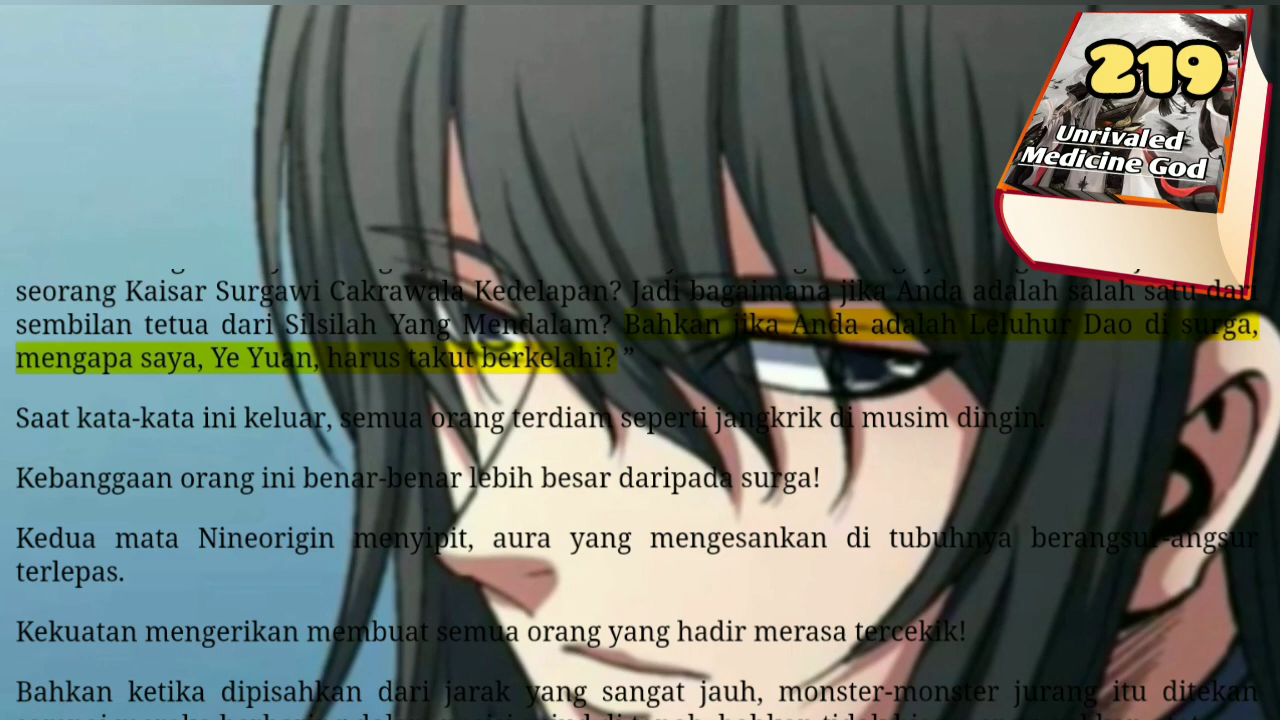 219
Unrivaled
Medicine God
seorang Kaisar Surgawi Cakrawala Kedelapan? Jadi bagaimana jika Anda adalah salah satu dari
sembilan tetua dari Silsilah Yang Mendalam? Bahkan jika Anda adalah Leluhur Dao di surga,
mengapa saya, Ye Yuan, harus takut berkelahi? ”
Saat kata-kata ini keluar, semua orang terdiam seperti jangkrik di musim dingin.
Kebanggaan orang ini benar-benar lebih besar daripada surga!
Kedua mata Nineorigin menyipit, aura yang mengesankan di tubuhnya berangsur-angsur
terlepas.
Kekuatan mengerikan membuat semua orang yang hadir merasa tercekik!
Bahkan ketika dipisahkan dari jarak yang sangat jauh, monster-monster jurang itu ditekan